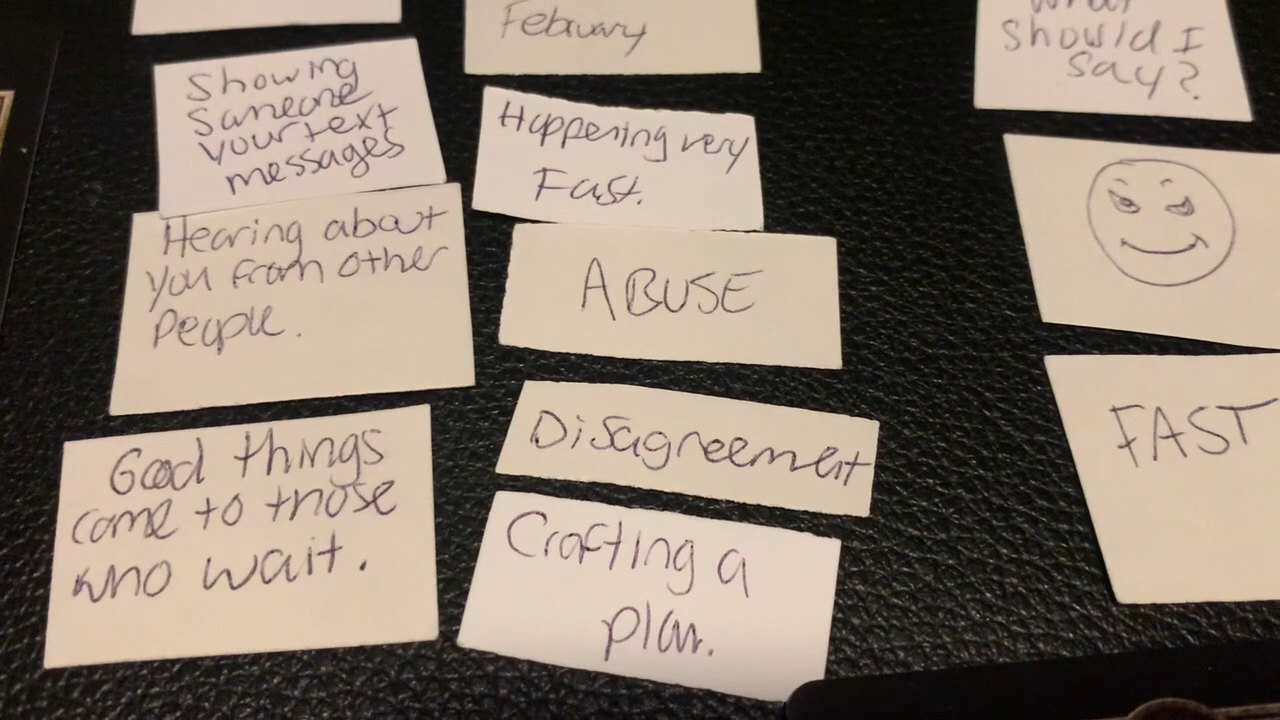 Showing
Someone
your text
messages
Hearing about
you from other
people.
Good things
come to those
who wait.
February
Happening very
Fast.
ABUSE
Disagreement
Crafting a
plan.
What
should I
say?
FAST